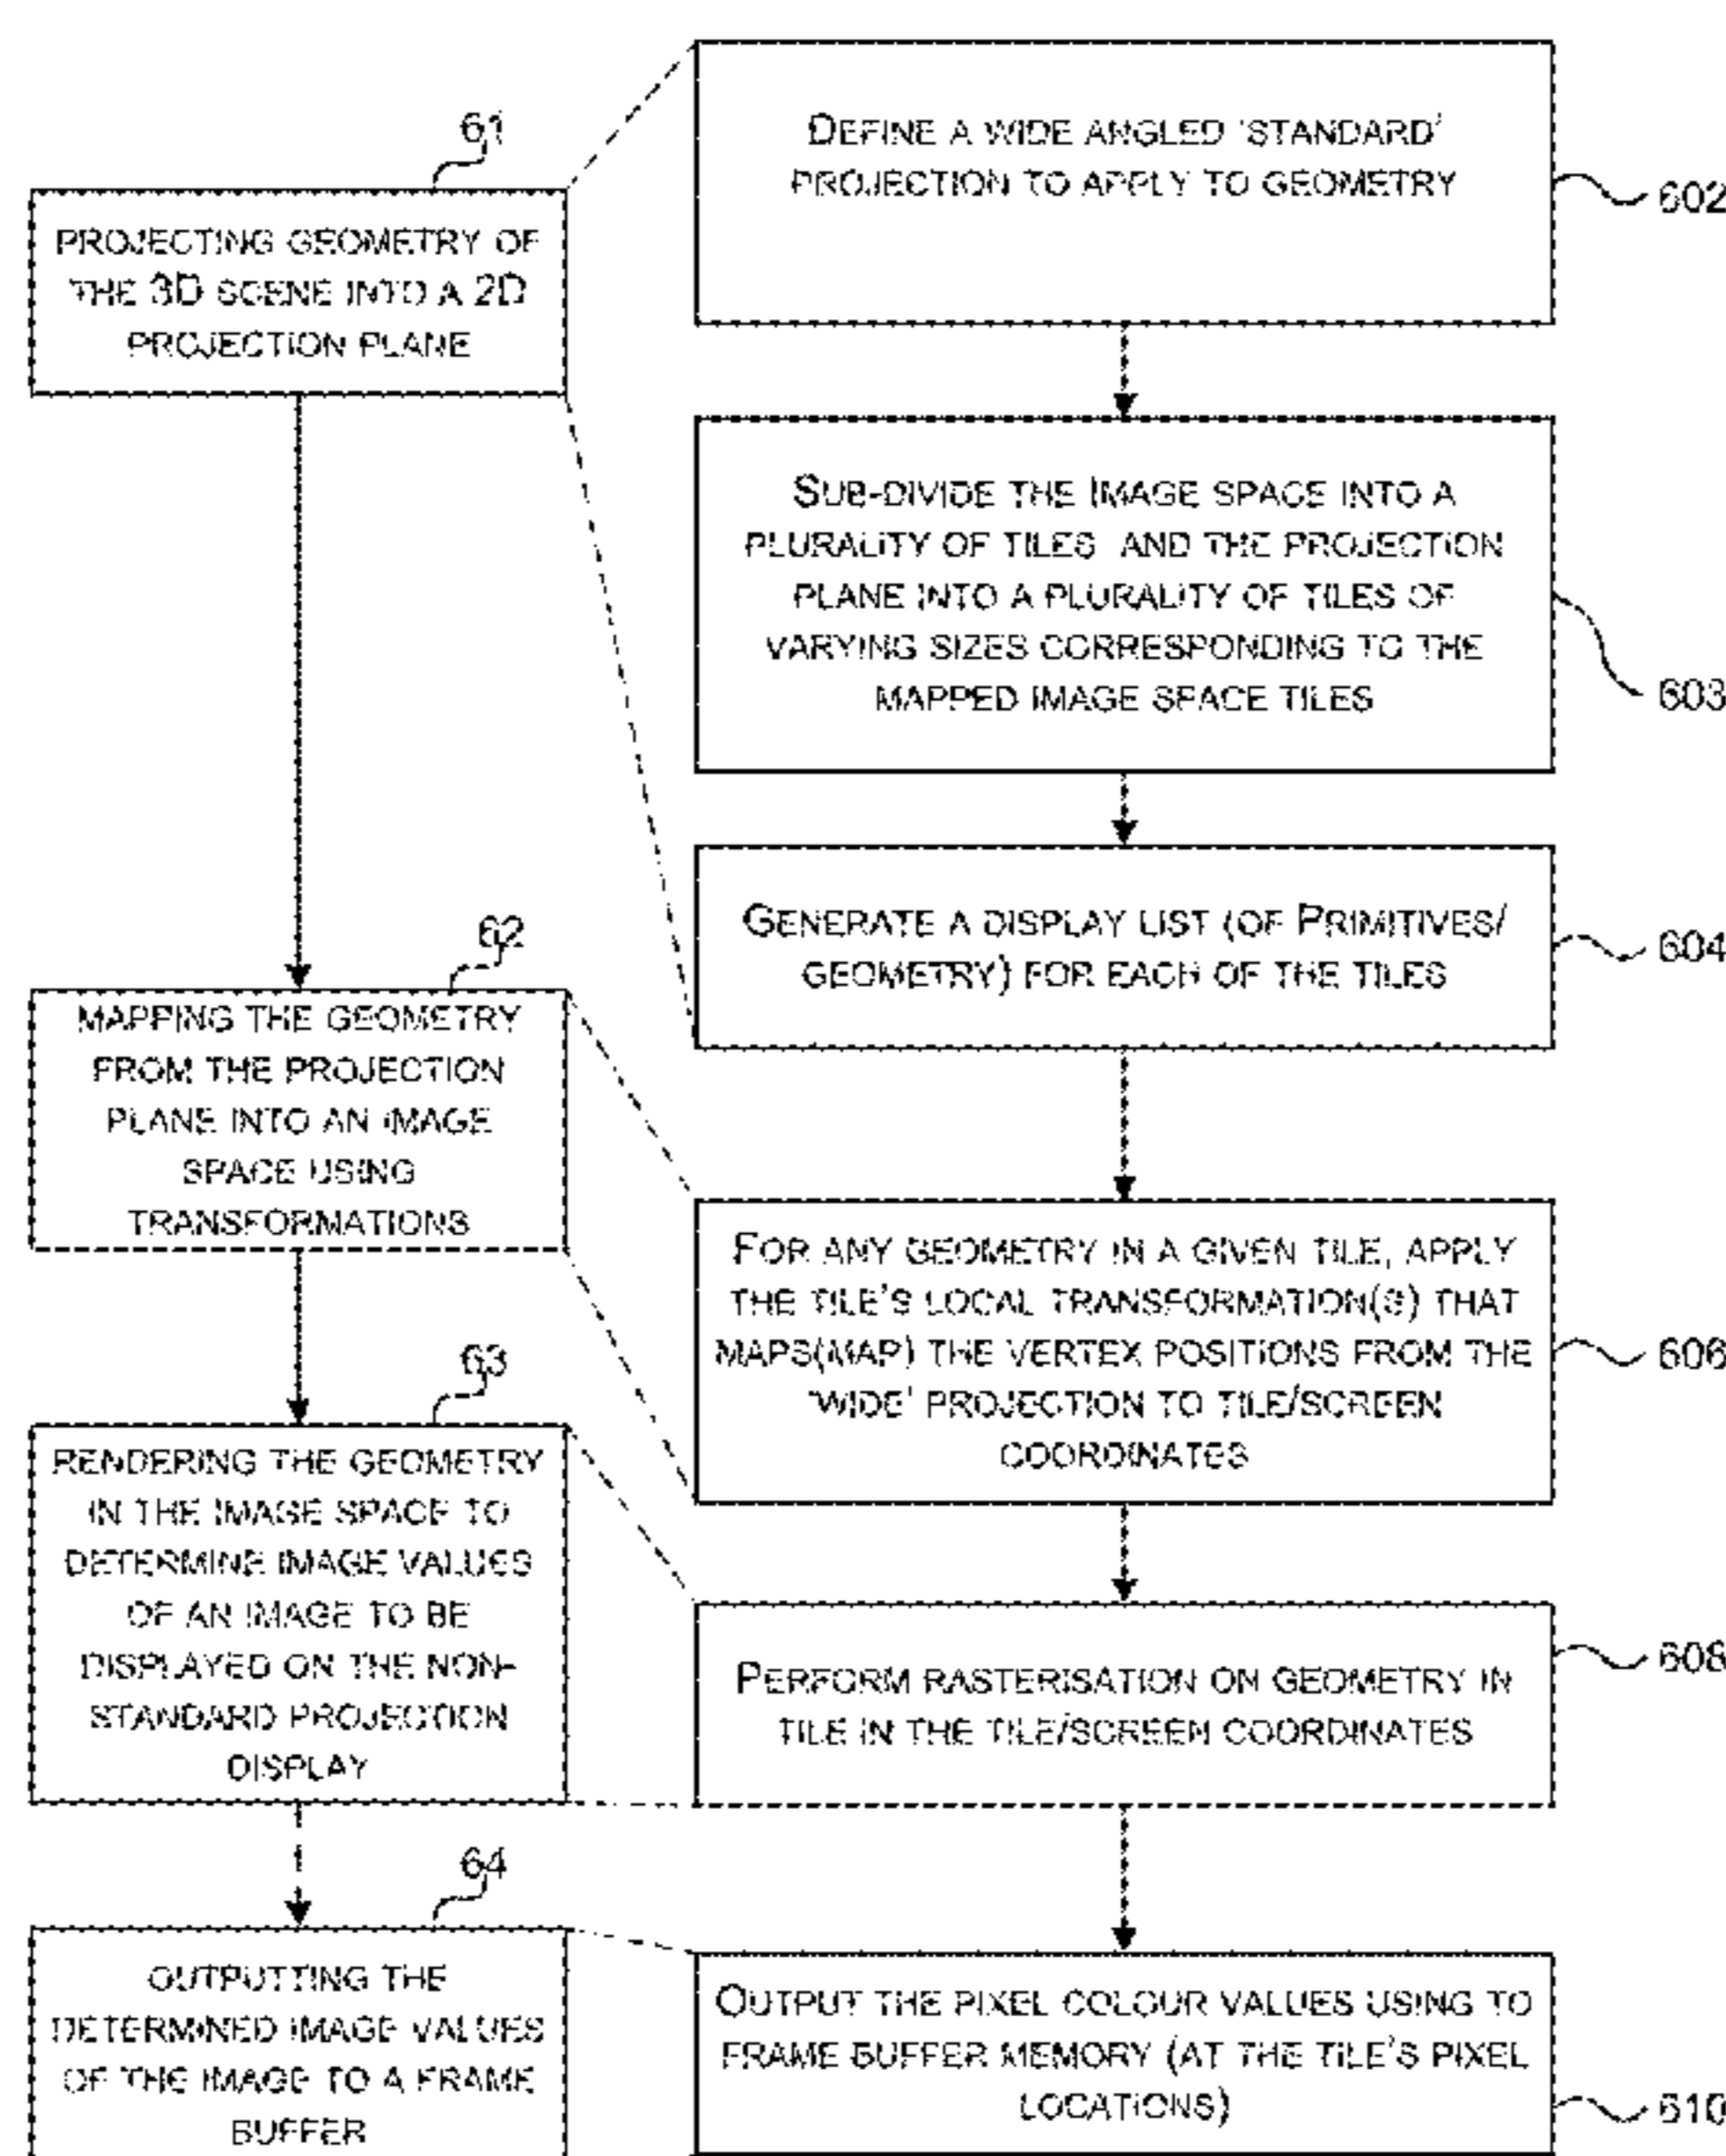 61
PROJECTING GEOMETRY OF
THE 3D SCENE INTO A 2D
PROJECTION PLANE
62
MAPPING THE GEOMETRY
FROM THE PROJECTION
PLANE INTO AN IMAGE
SPACE USING
TRANSFORMATIONS
63
RENDERING THE GEOMETRY
IN THE IMAGE SPACE TO
DETERMINE IMAGE VALUES
OF AN IMAGE TO BE
DISPLAYED ON THE NON-
STANDARD PROJECTION
DISPLAY
64
OUTPUTTING THE
DETERMINED IMAGE VALUES
OF THE IMAGE TO A FRAME
BUFFER
DEFINE A WIDE ANGLED 'STANDARD'
PROJECTION TO APPLY TO GEOMETRY
602
SUB-DIVIDE THE IMAGE SPACE INTO A
PLURALITY OF TILES AND THE PROJECTION
PLANE INTO A PLURALITY OF TILES OF
VARYING SIZES CORRESPONDING TO THE
MAPPED IMAGE SPACE TILES
603
GENERATE A DISPLAY LIST (OF PRIMITIVES/
GEOMETRY) FOR EACH OF THE TILES
604
FOR ANY GEOMETRY IN A GIVEN TILE, APPLY
THE TILE'S LOCAL TRANSFORMATION(S) THAT
MAPS(MAP) THE VERTEX POSITIONS FROM THE
'WIDE' PROJECTION TO TILE/SCREEN
COORDINATES
606
PERFORM RASTERISATION ON GEOMETRY IN
TILE IN THE TILE/SCREEN COORDINATES
608
OUTPUT THE PIXEL COLOUR VALUES USING TO
FRAME BUFFER MEMORY (AT THE TILE'S PIXEL
LOCATIONS)
610